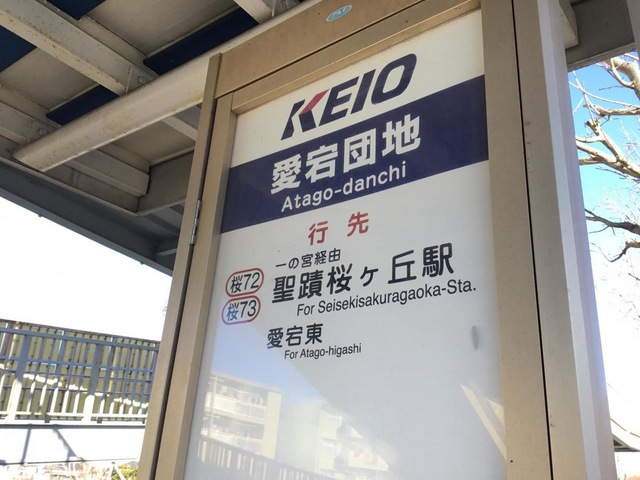 KEIO
愛宕団地
Atago-danchi
行先
一の宮経由
桜72 聖蹟桜ヶ丘駅
桜73 For Seisekisakuragaoka-Sta.
愛宕東
For Atago-higashi